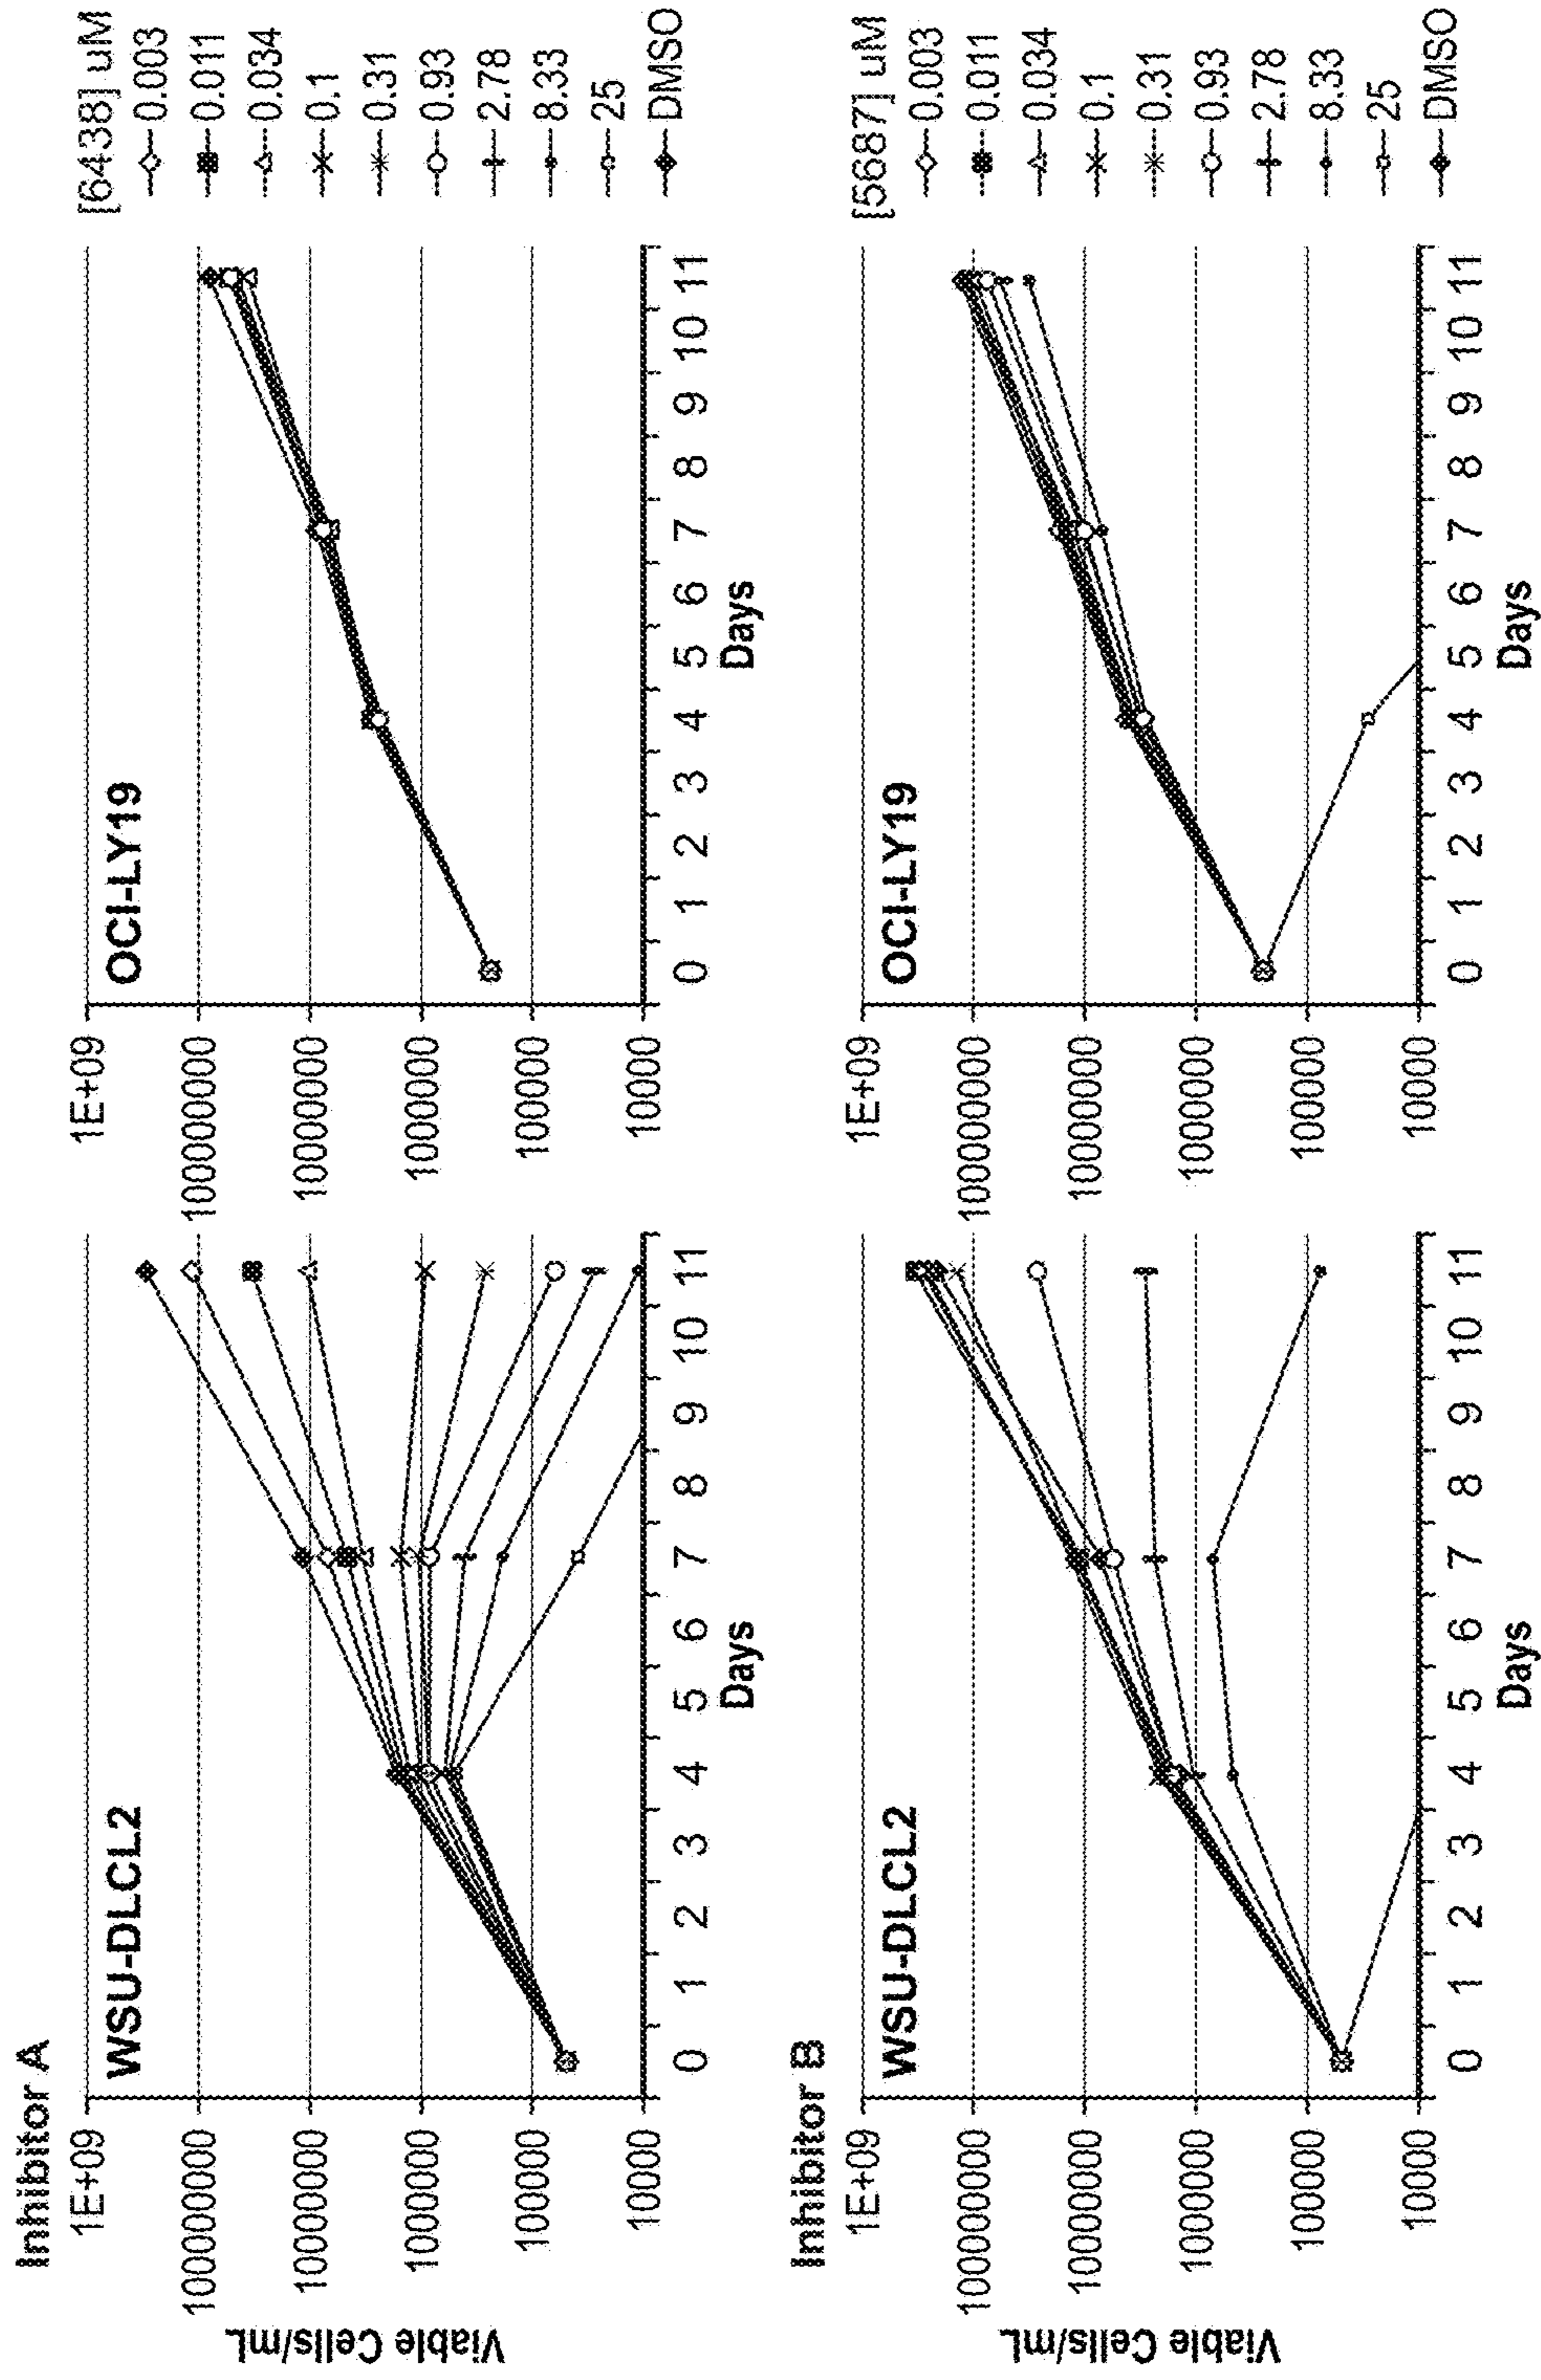 Inhibitor A
Viable Cells/mL
1E+09
100000000
10000000
1000000
100000
10000
WSU-DLCL2
0 1 2 3 4 5 6 7 8 9 10 11
Days
1E+09
100000000
10000000
1000000
100000
10000
OCI-LY19
0 1 2 3 4 5 6 7 8 9 10 11
Days
[6438] uM
0.003
0.011
0.034
0.1
0.31
0.93
2.78
8.33
25
DMSO
Inhibitor B
Viable Cells/mL
1E+09
100000000
10000000
1000000
100000
10000
WSU-DLCL2
0 1 2 3 4 5 6 7 8 9 10 11
Days
1E+09
100000000
10000000
1000000
100000
10000
OCI-LY19
0 1 2 3 4 5 6 7 8 9 10 11
Days
[5687] uM
0.003
0.011
0.034
0.1
0.31
0.93
2.78
8.33
25
DMSO